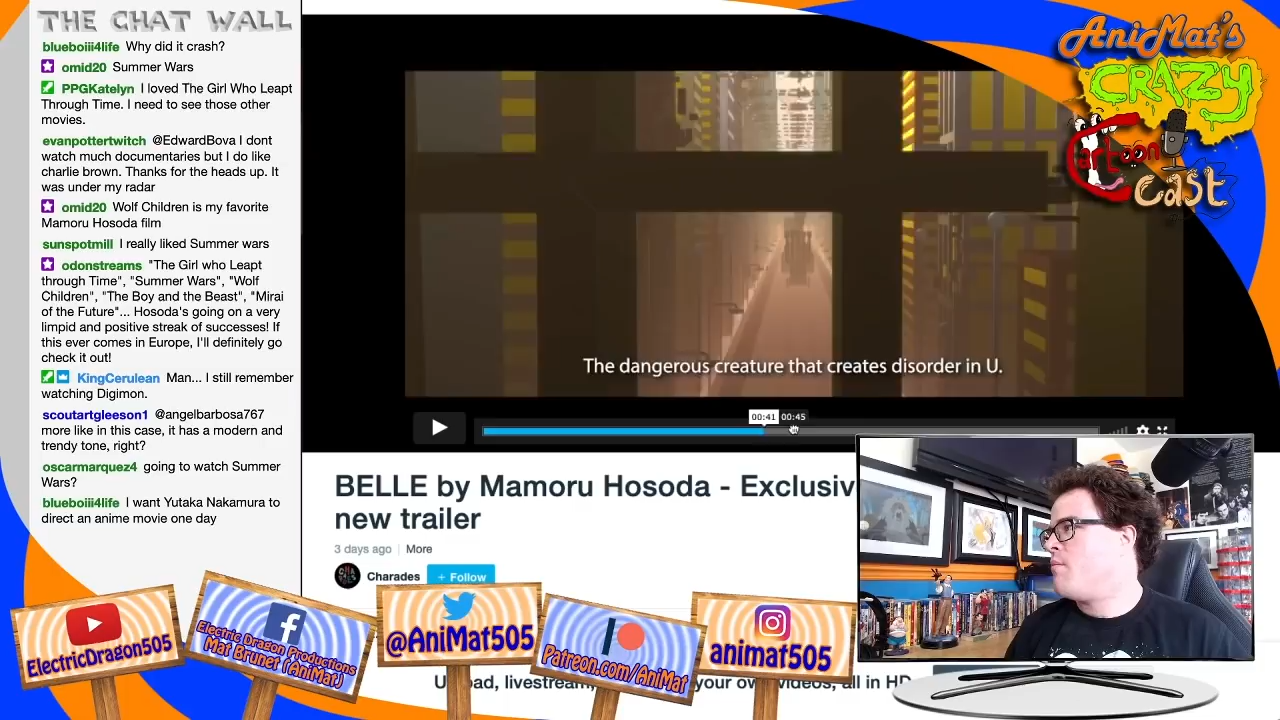 THE CHAT WALL
blueboiii4life Why did it crash?
omid20 Summer Wars
PPGKatelyn I loved The Girl Who Leapt
Through Time. I need to see those other
movies.
evanpottertwitch @EdwardBova I dont
watch much documentaries but I do like
charlie brown. Thanks for the heads up. It
was under my radar
omid20 Wolf Children is my favorite
Mamoru Hosoda film
sunspotmill I really liked Summer wars
odonstreams "The Girl who Leapt
through Time", "Summer Wars", "Wolf
Children", "The Boy and the Beast", "Mirai
of the Future"... Hosoda's going on a very
limpid and positive streak of successes! If
this ever comes in Europe, I'll definitely go
check it out!
KingCerulean Man... I still remember
watching Digimon.
scoutartgleeson1 @angelbarbosa767
me like in this case, it has a modern and
trendy tone, right?
oscarmarquez4 going to watch Summer
Wars?
blueboiii4life I want Yutaka Nakamura to
direct an anime movie one day
AniMat's
CRAZY
Cartoon
Cast
The dangerous creature that creates disorder in U.
00:41 00:45
BELLE by Mamoru Hosoda - Exclusiv
new trailer
3 days ago More
Charades + Follow
ElectricDragon505
Electric Dragon Productions
Mat Brunet (AniMat)
@AniMat505
Patreon.com/AniMat
animat505
oad, livestream, your own videos, all in HD